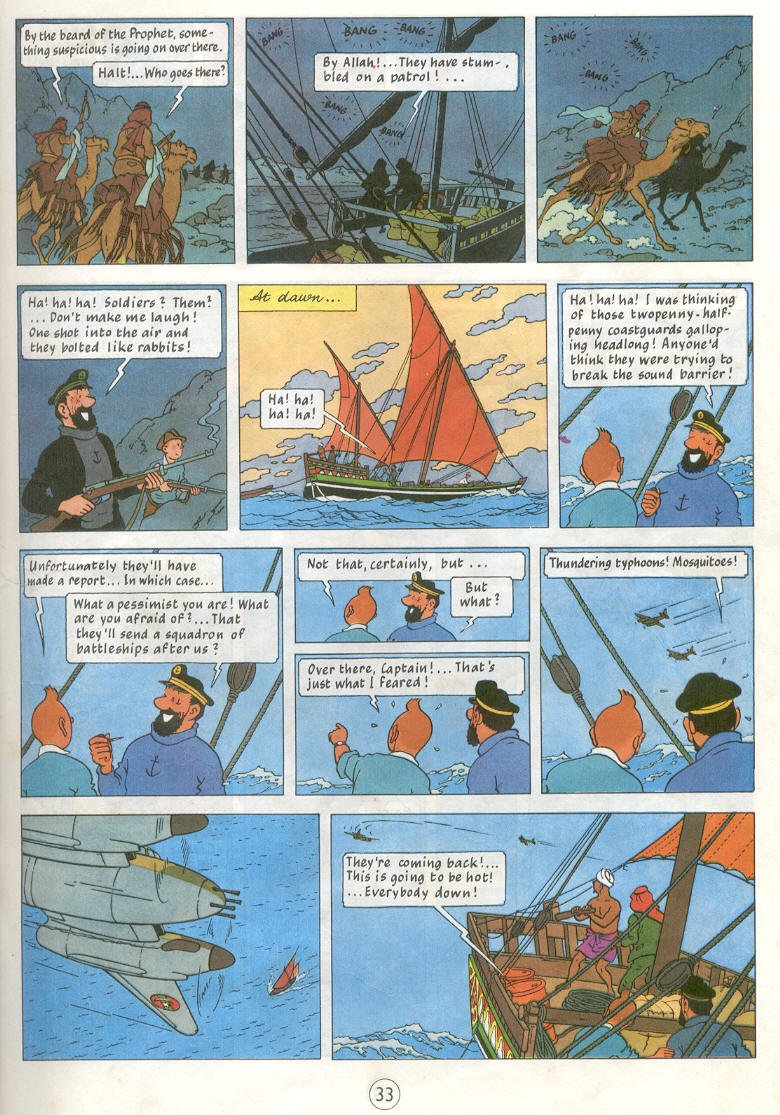 By the beard of the Prophet, some-
thing suspicious is going on over there.
Halt!...Who goes there?
BANG
BANG
BANG
By Allah!...They have stum-
bled on a patrol! ...
BANG
BANG
BANG
BANG
BANG
Ha! ha! ha! Soldiers? Them?
... Don't make me laugh!
One shot into the air and
they bolted like rabbits!
At dawn...
Ha! ha!
ha! ha!
Ha! ha! ha! I was thinking
of those twopenny-half-
penny coastguards gallop-
ing headlong! Anyone'd
think they were trying to
break the sound barrier!
Unfortunately they'll have
made a report... In which case...
What a pessimist you are! What
are you afraid of?...That
they'll send a squadron of
battleships after us?
Not that, certainly, but ...
But
what?
Over there, Captain!... That's
just what I feared!
Thundering typhoons! Mosquitoes!
They're coming back!...
This is going to be hot!
...Everybody down!
33